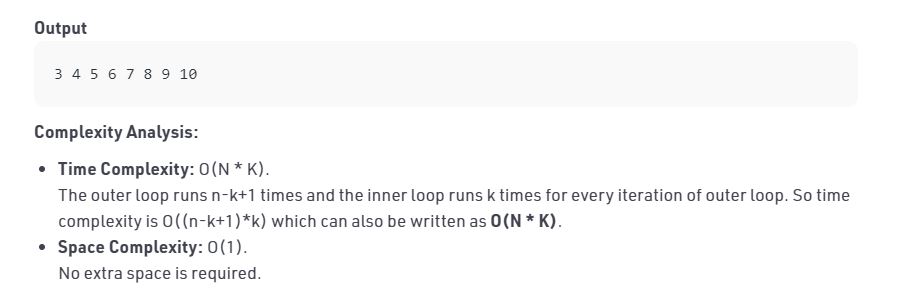 Output
3 4 5 6 7 8 9 10
Complexity Analysis:
• Time Complexity: O(N * K).
The outer loop runs n-k+1 times and the inner loop runs k times for every iteration of outer loop. So time
complexity is O((n-k+1)*k) which can also be written as O(N * K).
• Space Complexity: O(1).
No extra space is required.